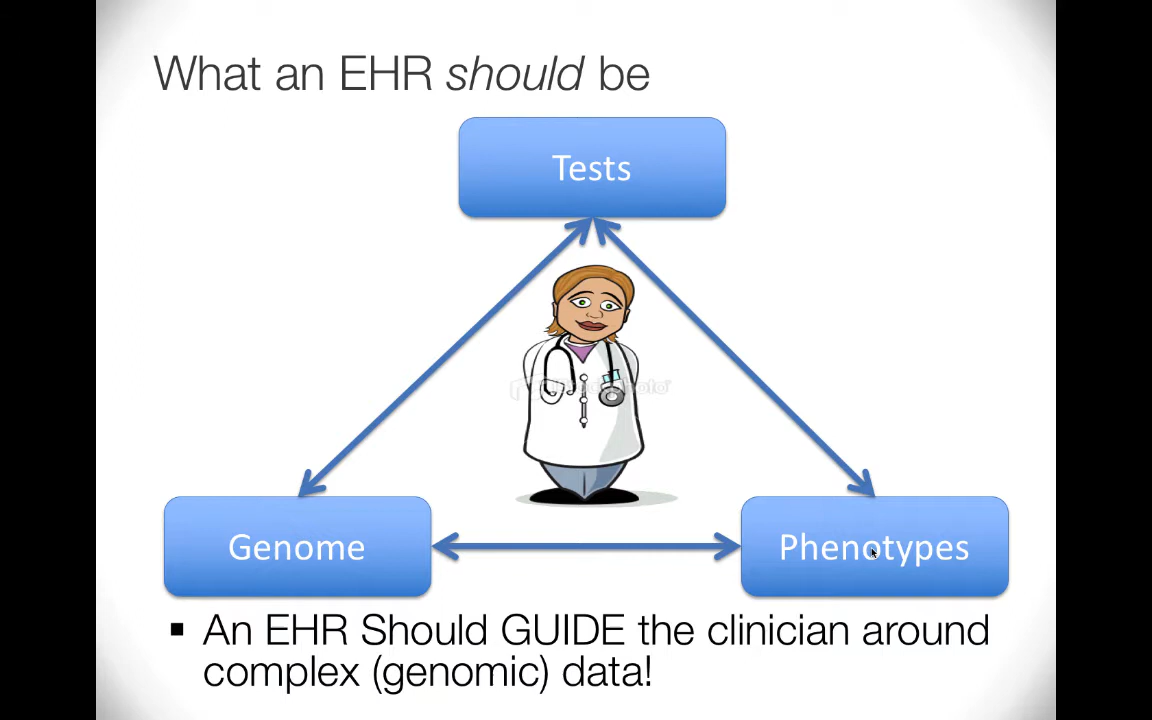 What an EHR should be
Tests
Genome
Phenotypes
▪ An EHR Should GUIDE the clinician around
complex (genomic) data!